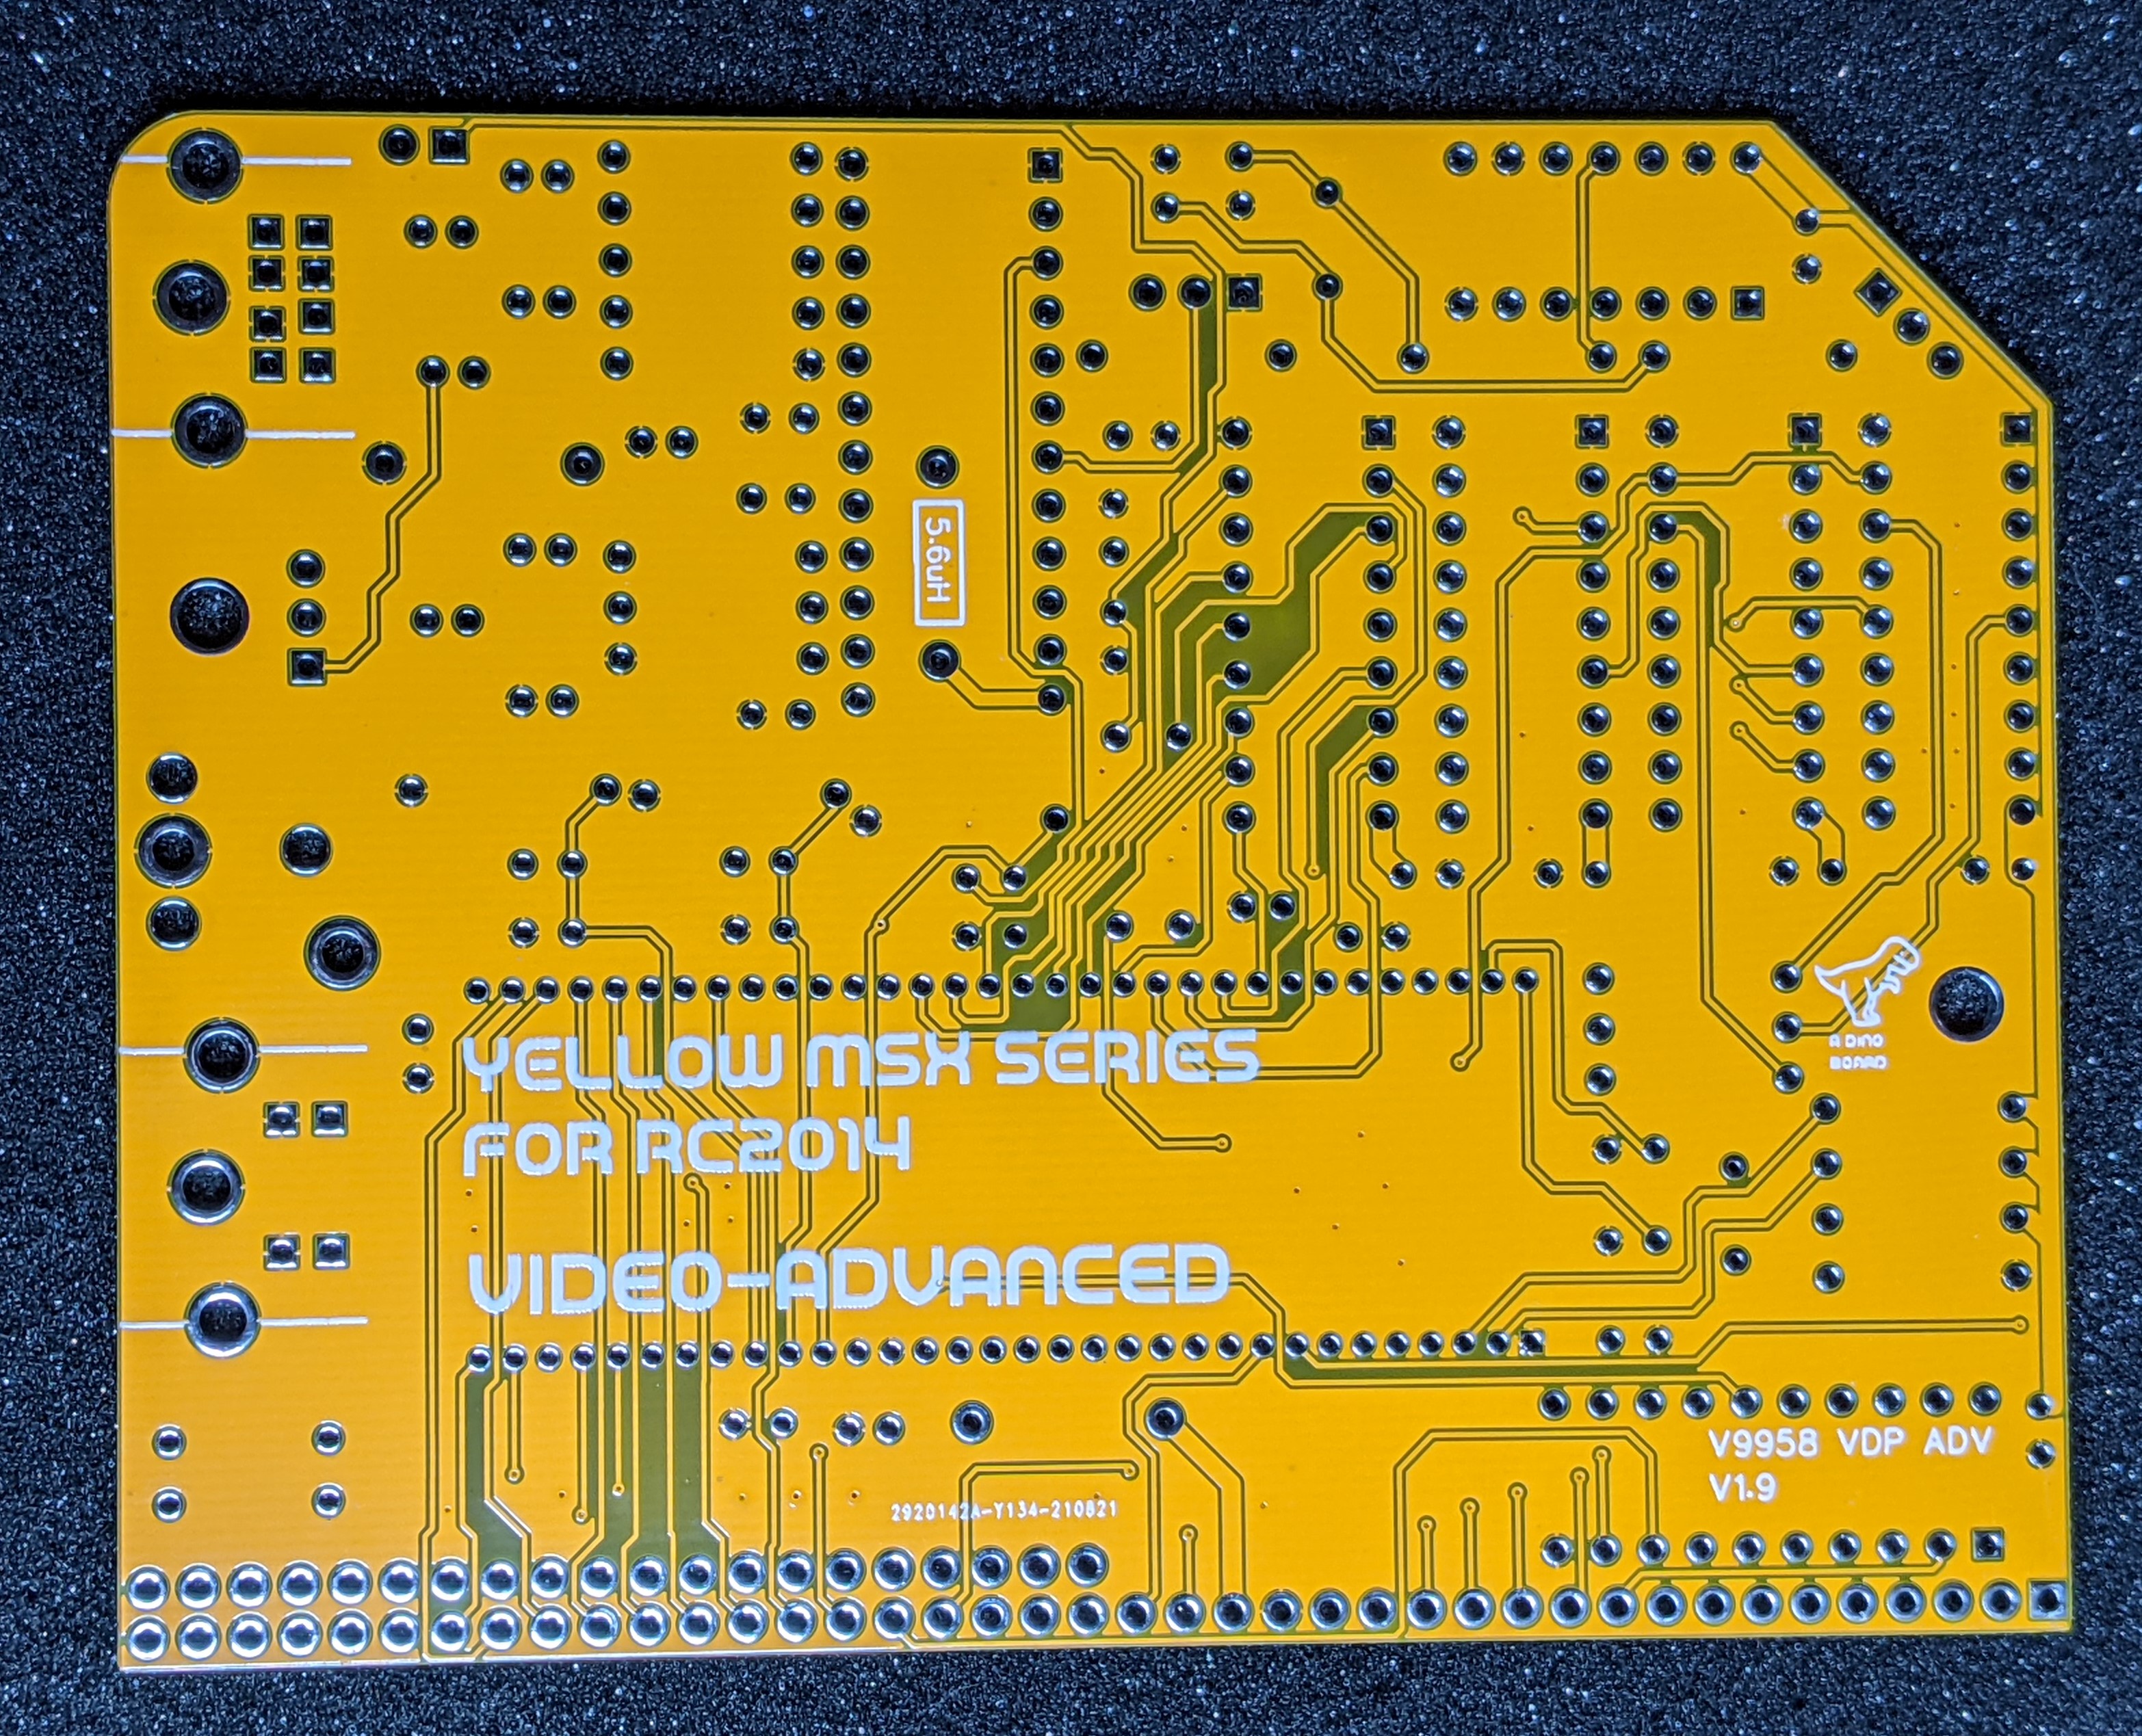 5.6uH
YELLOW MSX SERIES
FOR RC2014
VIDEO-ADVANCED
A DINO
BOARD
V9958 VDP ADV
V1.9
2920142A-Y134-210821